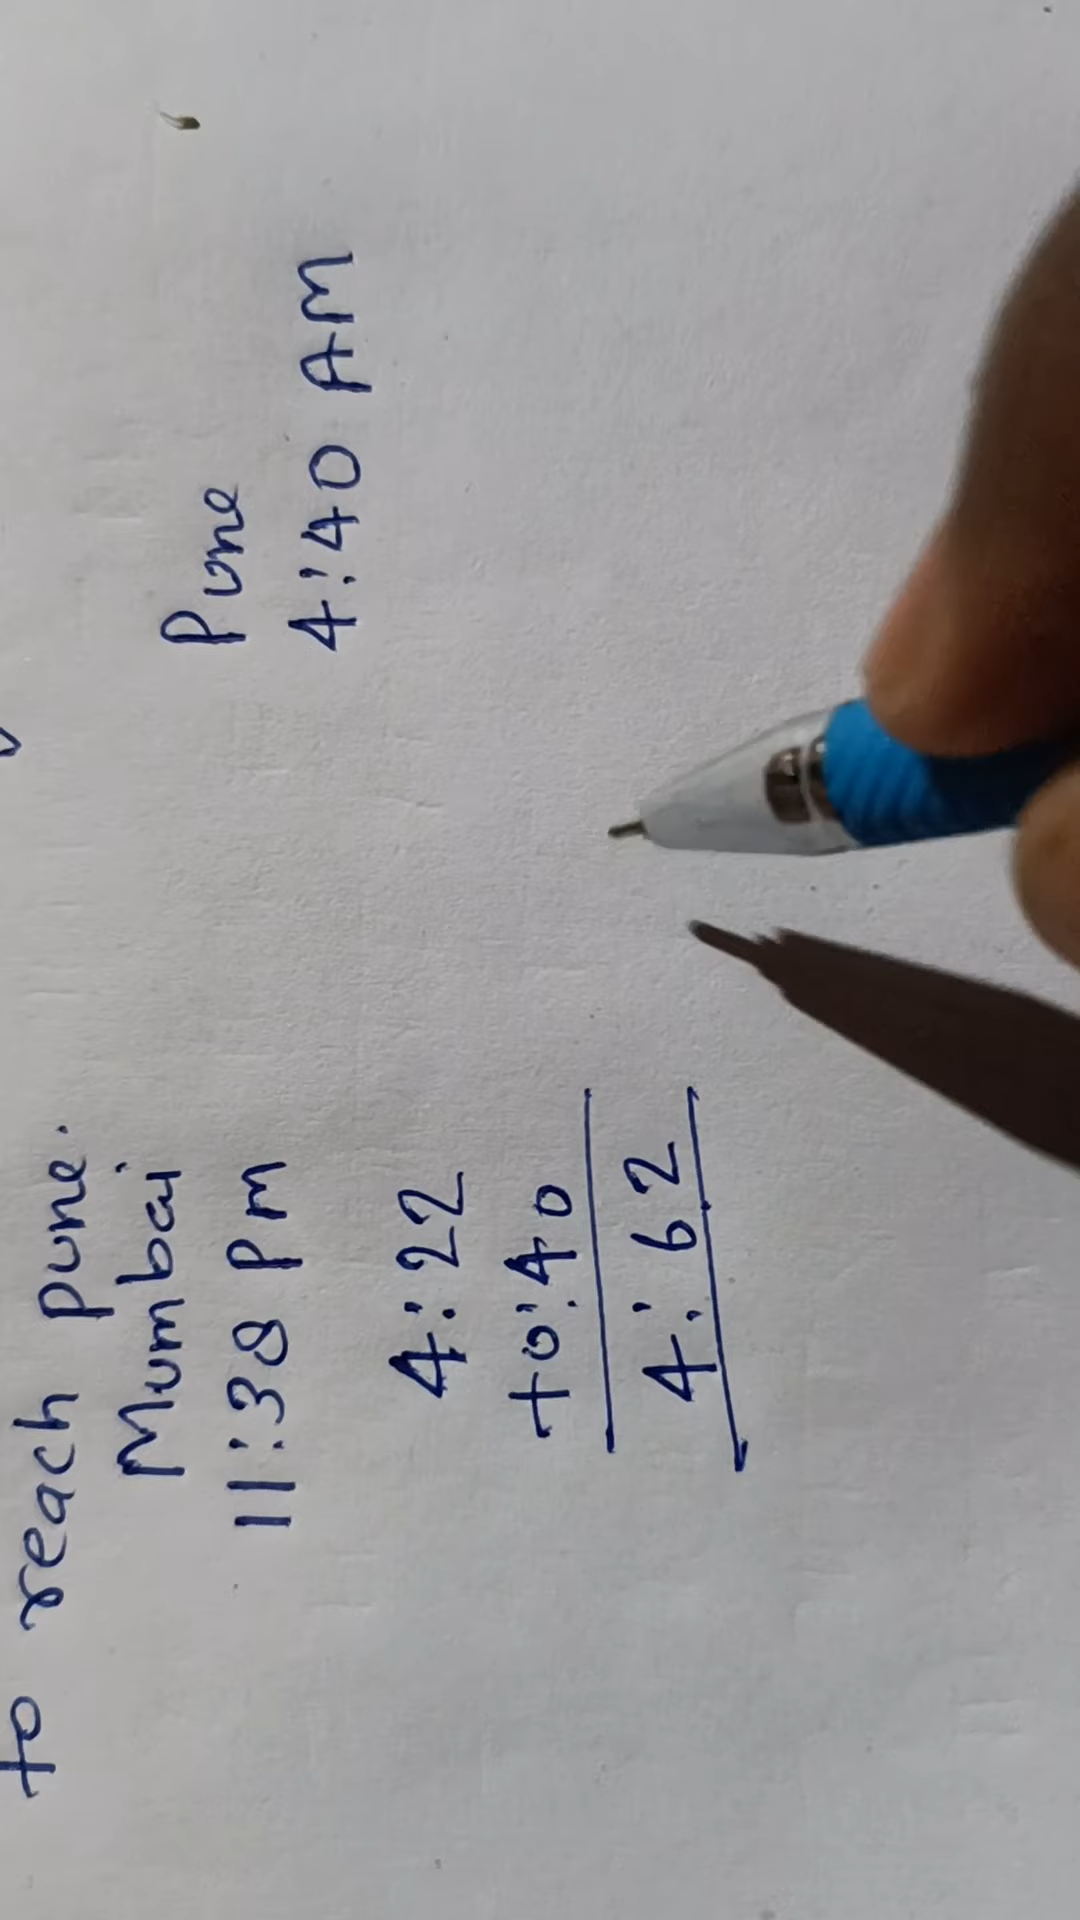 to reach pune.
Mumbai Pune
11:38 pm 4:40 AM
4:22
+0:40
4:62